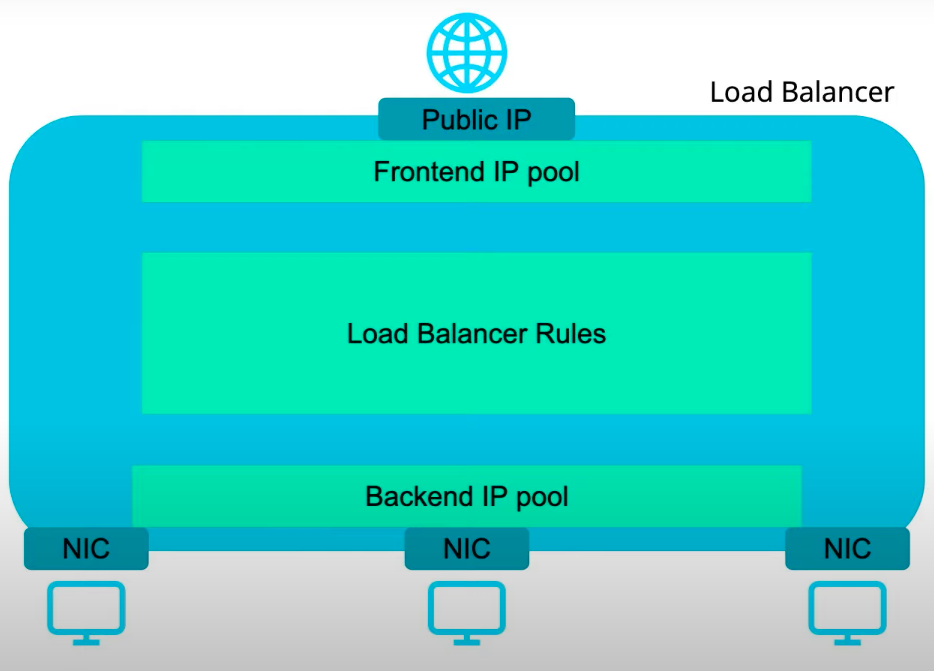 Load Balancer
Public IP
Frontend IP pool
Load Balancer Rules
Backend IP pool
NIC
NIC
NIC